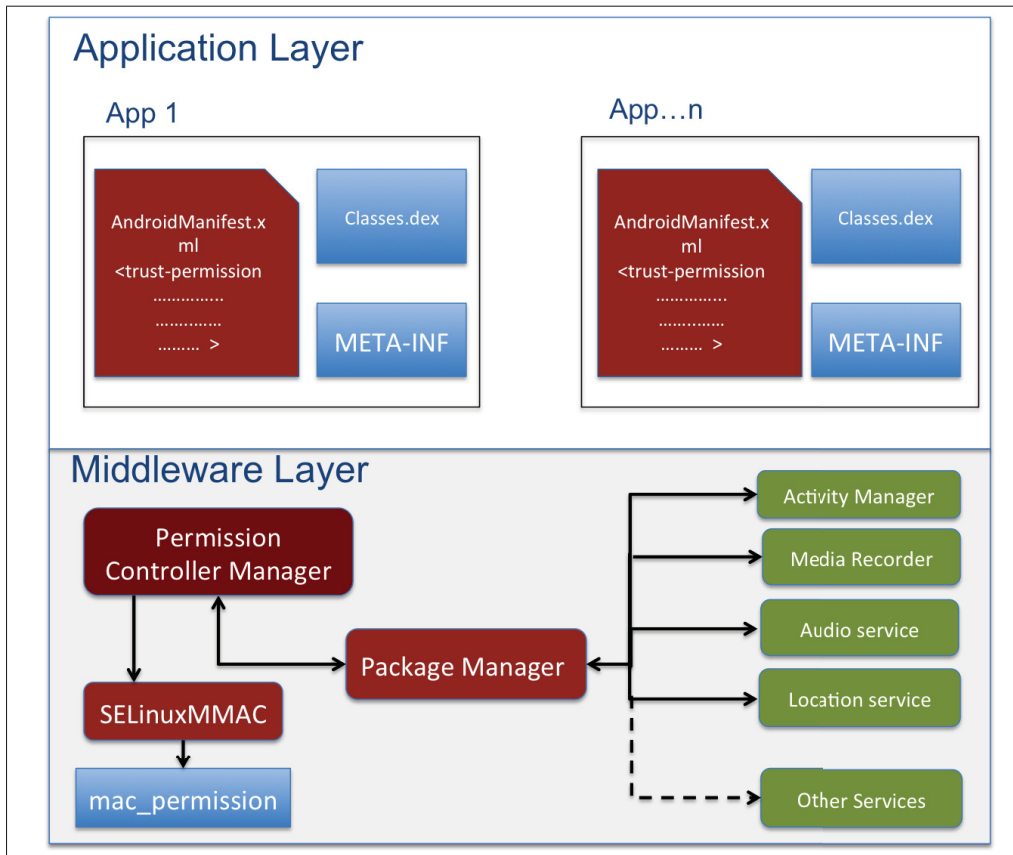 Application Layer
App 1
AndroidManifest.x
ml
<trust-permission
…………...
……..……
……… >
Classes.dex
META-INF
App…n
AndroidManifest.x
ml
<trust-permission
…………...
……..……
……… >
Classes.dex
META-INF
Middleware Layer
Permission
Controller Manager
SELinuxMMAC
mac_permission
Package Manager
Activity Manager
Media Recorder
Audio service
Location service
Other Services